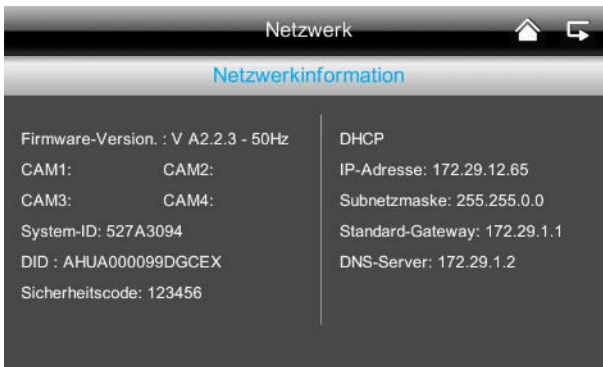 Netzwerk
Netzwerkinformation
Firmware-Version. : V A2.2.3 - 50Hz
CAM1: CAM2:
CAM3: CAM4:
System-ID: 527A3094
DID : AHUA000099DGCEX
Sicherheitscode: 123456
DHCP
IP-Adresse: 172.29.12.65
Subnetzmaske: 255.255.0.0
Standard-Gateway: 172.29.1.1
DNS-Server: 172.29.1.2